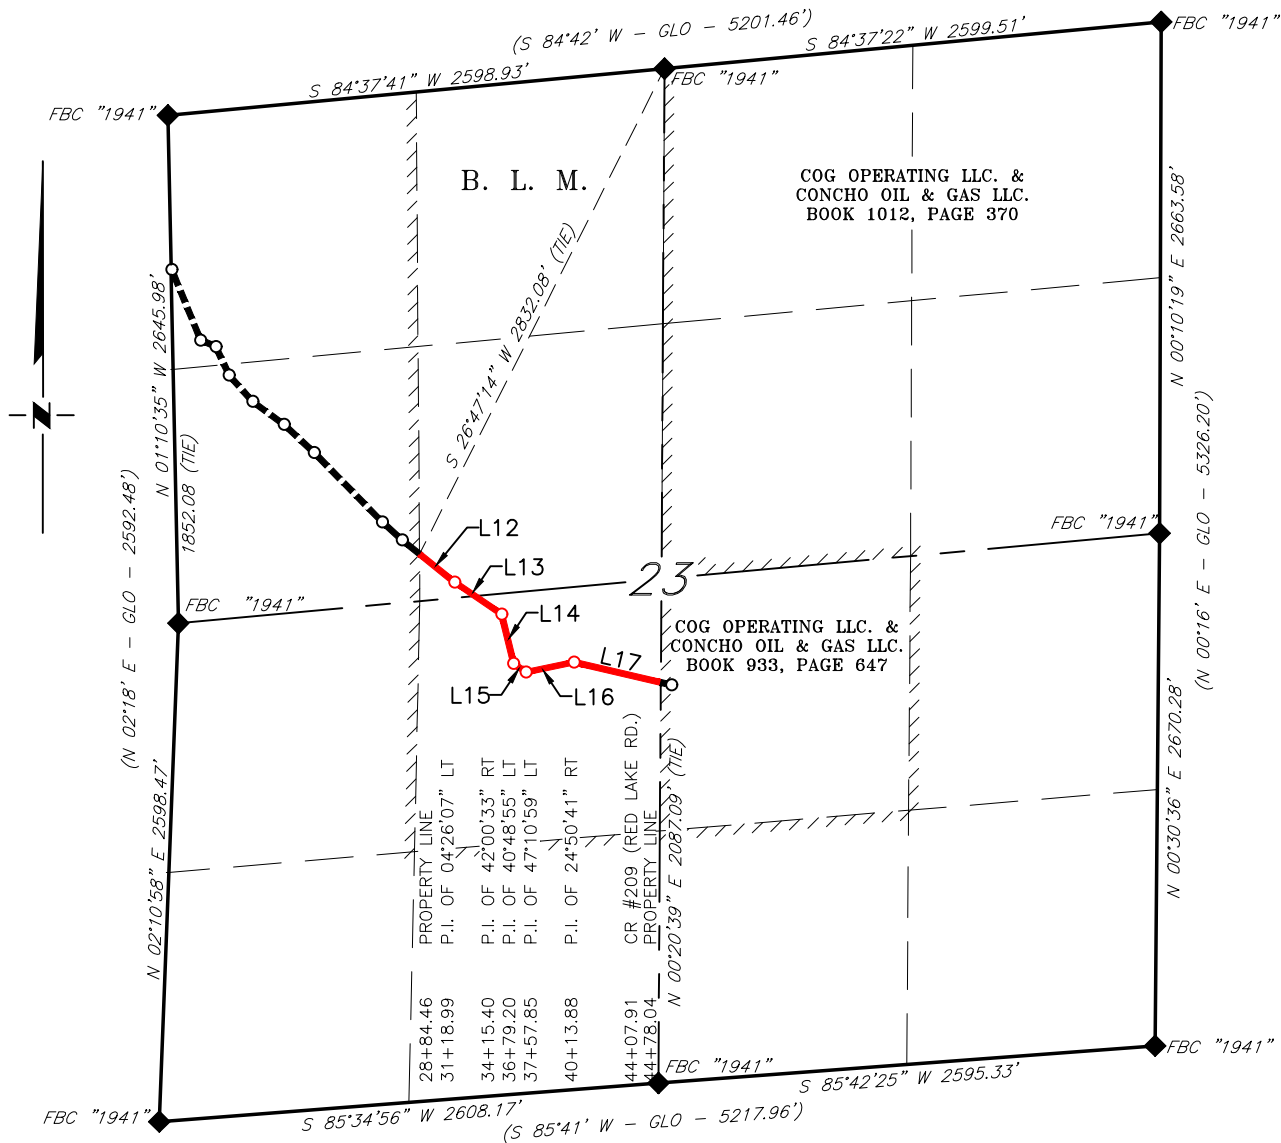 (S 84°42' W - GLO - 5201.46')
S 84°37'22" W 2599.51'
FBC "1941"
S 84°37'41" W 2598.93'
FBC "1941"
FBC "1941"
B. L. M.
COG OPERATING LLC. &
CONCHO OIL & GAS LLC.
BOOK 1012, PAGE 370
N 00°10'19" E 2663.58'
S 26°47'14" W 2832.08' (TIE)
N 01°10'35" W 2645.98'
1852.08 (TIE)
(N 02°18' E - GLO - 2592.48')
(N 00°16' E - GLO - 5326.20')
N
L12
L13
FBC "1941"
23
FBC "1941"
L14
COG OPERATING LLC. &
CONCHO OIL & GAS LLC.
BOOK 933, PAGE 647
L17
L15
L16
N 02°10'58" E 2598.47'
N 00°30'36" E 2670.28'
N 00°20'39" E 2087.09' (TIE)
28+84.46 PROPERTY LINE
31+18.99 P.I. OF 04°26'07" LT
34+15.40 P.I. OF 42°00'33" RT
36+79.20 P.I. OF 40°48'55" LT
37+57.85 P.I. OF 47°10'59" LT
40+13.88 P.I. OF 24°50'41" RT
44+07.91 CR #209 (RED LAKE RD.)
44+78.04 PROPERTY LINE
FBC "1941"
FBC "1941"
S 85°42'25" W 2595.33'
FBC "1941"
S 85°34'56" W 2608.17'
(S 85°41' W - GLO - 5217.96')